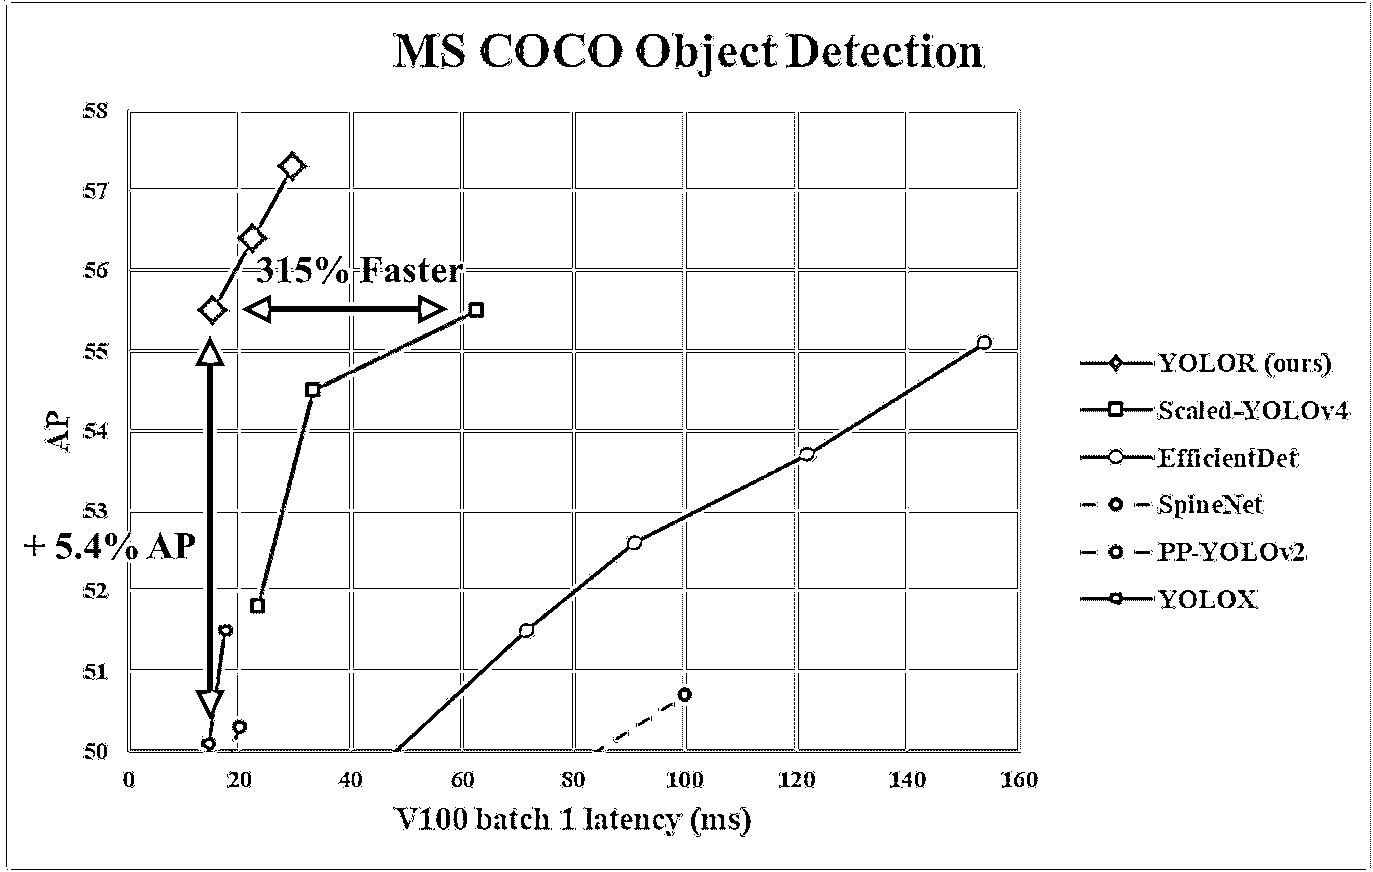 MS COCO Object Detection
58
57
56
55
54
53
52
51
50
AP
315% Faster
+ 5.4% AP
0 20 40 60 80 100 120 140 160
V100 batch 1 latency (ms)
YOLOR (ours)
Scaled-YOLOv4
EfficientDet
SpineNet
PP-YOLOv2
YOLOX